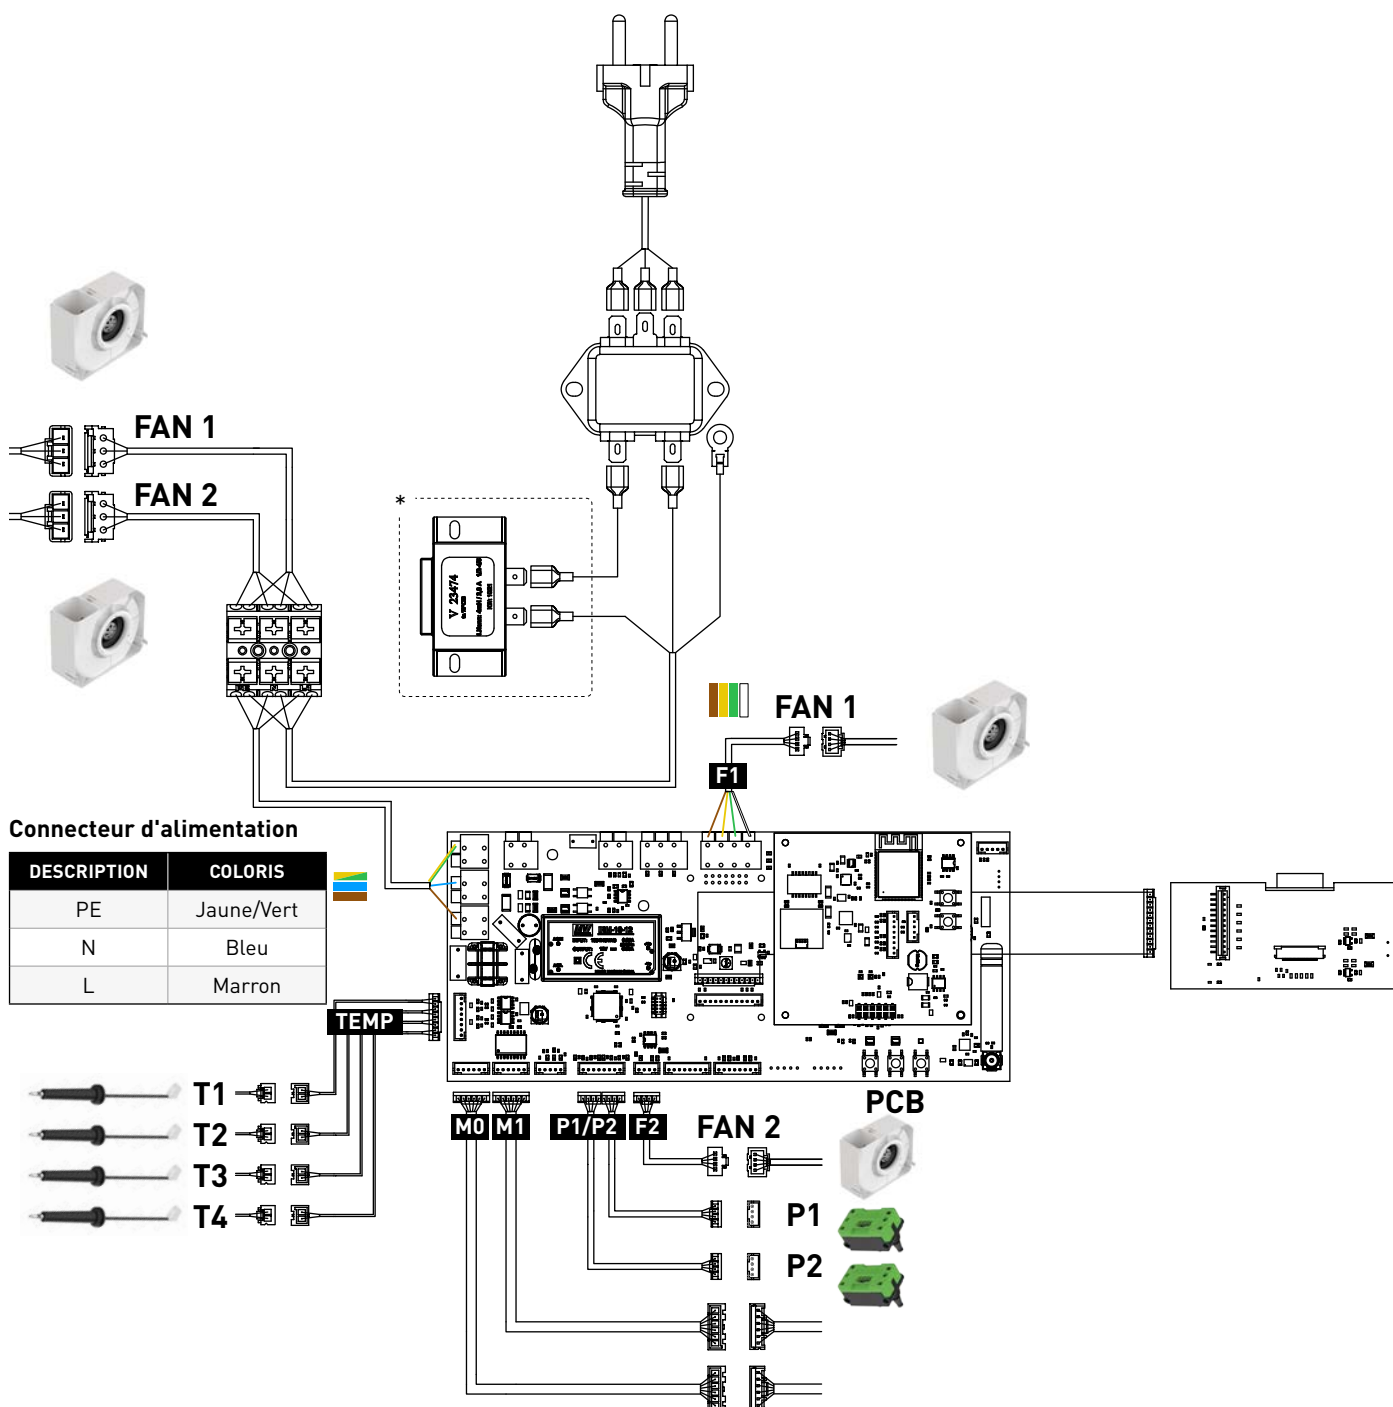 FAN 1
FAN 2
*
V 23474
FAN 1
F1
Connecteur d'alimentation
DESCRIPTION COLORIS
PE Jaune/Vert
N Bleu
L Marron
TEMP
T1
T2
T3
T4
M0 M1 P1/P2 F2
PCB
FAN 2
P1
P2